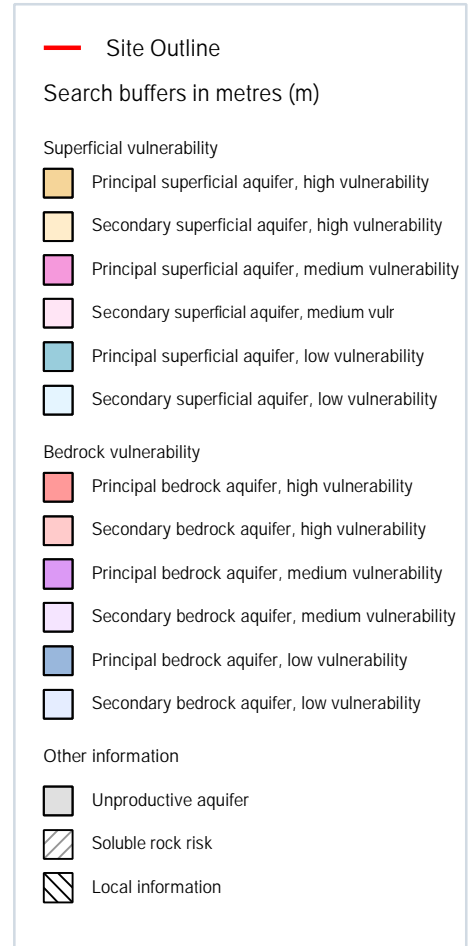 Site Outline
Search buffers in metres (m)
Superficial vulnerability
Principal superficial aquifer, high vulnerability
Secondary superficial aquifer, high vulnerability
Principal superficial aquifer, medium vulnerability
Secondary superficial aquifer, medium vulr
Principal superficial aquifer, low vulnerability
Secondary superficial aquifer, low vulnerability
Bedrock vulnerability
Principal bedrock aquifer, high vulnerability
Secondary bedrock aquifer, high vulnerability
Principal bedrock aquifer, medium vulnerability
Secondary bedrock aquifer, medium vulnerability
Principal bedrock aquifer, low vulnerability
Secondary bedrock aquifer, low vulnerability
Other information
Unproductive aquifer
Soluble rock risk
Local information